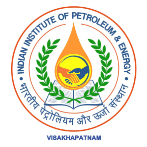 INDIAN INSTITUTE OF PETROLEUM & ENERGY
भारतीय पेट्रोलियम और ऊर्जा संस्थान
VISAKHAPATNAM